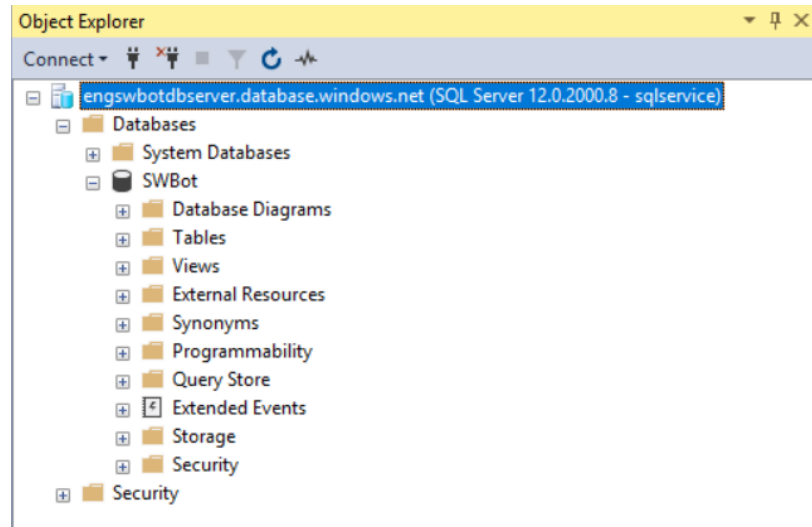 Object Explorer
Connect
engswbotdbserver.database.windows.net (SQL Server 12.0.2000.8 - sqlservice)
Databases
System Databases
SWBot
Database Diagrams
Tables
Views
External Resources
Synonyms
Programmability
Query Store
Extended Events
Storage
Security
Security